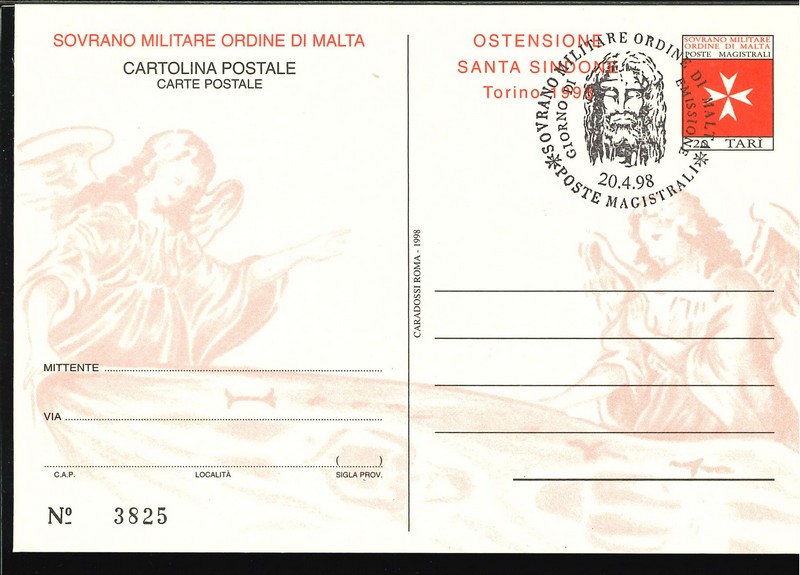 SOVRANO MILITARE ORDINE DI MALTA
CARTOLINA POSTALE
CARTE POSTALE
MITTENTE
VIA
( )
C.A.P. LOCALITÀ SIGLA PROV.
Nº 3825
CARADOSSI ROMA - 1998
OSTENSIONE
SANTA SINDONE
Torino 1998
SOVRANO MILITARE ORDINE DI MALTA
GIORNO DI EMISSIONE
20.4.98
POSTE MAGISTRALI
SOVRANO MILITARE
ORDINE DI MALTA
POSTE MAGISTRALI
TARÌ